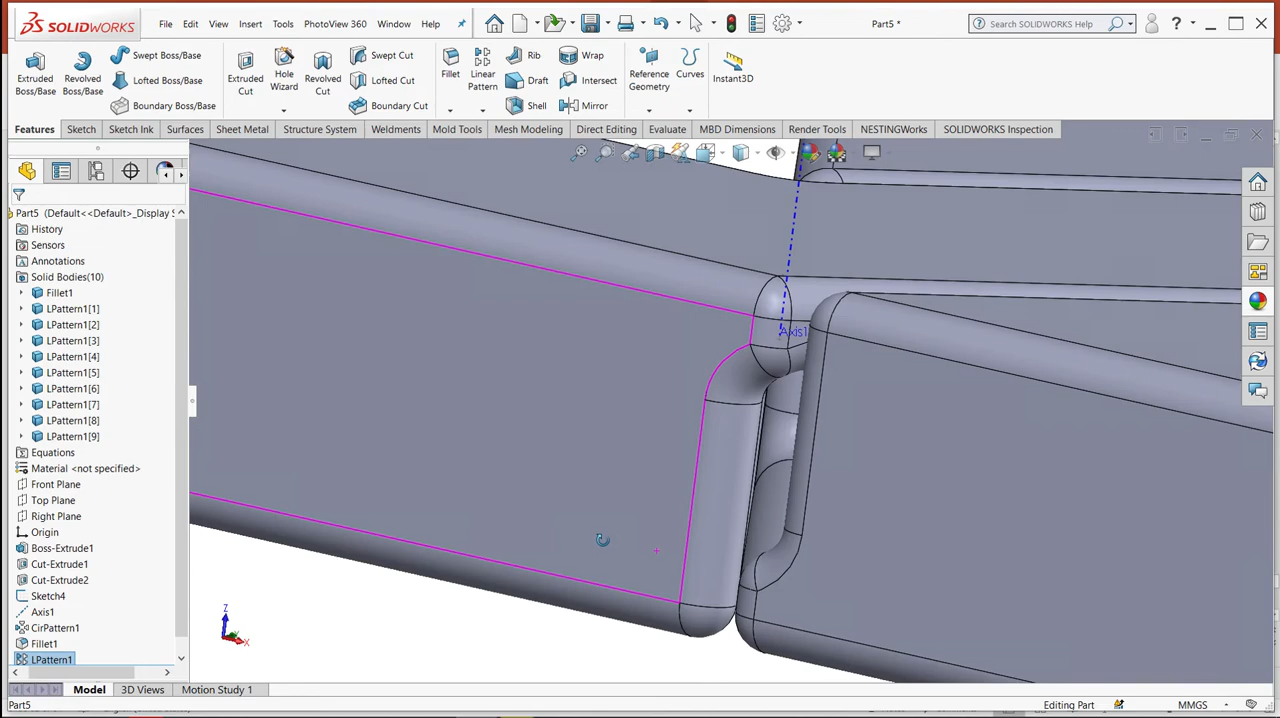 SOLIDWORKS File Edit View Insert Tools PhotoView 360 Window Help Part5 * Search SOLIDWORKS Help
Extruded Boss/Base
Revolved Boss/Base
Swept Boss/Base
Lofted Boss/Base
Boundary Boss/Base
Extruded Cut
Hole Wizard
Revolved Cut
Swept Cut
Lofted Cut
Boundary Cut
Fillet
Linear Pattern
Rib
Draft
Shell
Wrap
Intersect
Mirror
Reference Geometry
Curves
Instant3D
Features Sketch Sketch Ink Surfaces Sheet Metal Structure System Weldments Mold Tools Mesh Modeling Direct Editing Evaluate MBD Dimensions Render Tools NESTINGWorks SOLIDWORKS Inspection
Part5 (Default<<Default>_Display S
History
Sensors
Annotations
Solid Bodies(10)
Fillet1
LPattern1[1]
LPattern1[2]
LPattern1[3]
LPattern1[4]
LPattern1[5]
LPattern1[6]
LPattern1[7]
LPattern1[8]
LPattern1[9]
Equations
Material <not specified>
Front Plane
Top Plane
Right Plane
Origin
Boss-Extrude1
Cut-Extrude1
Cut-Extrude2
Sketch4
Axis1
CirPattern1
Fillet1
LPattern1
Axis1
Z
X
Model 3D Views Motion Study 1
Part5 Editing Part MMGS